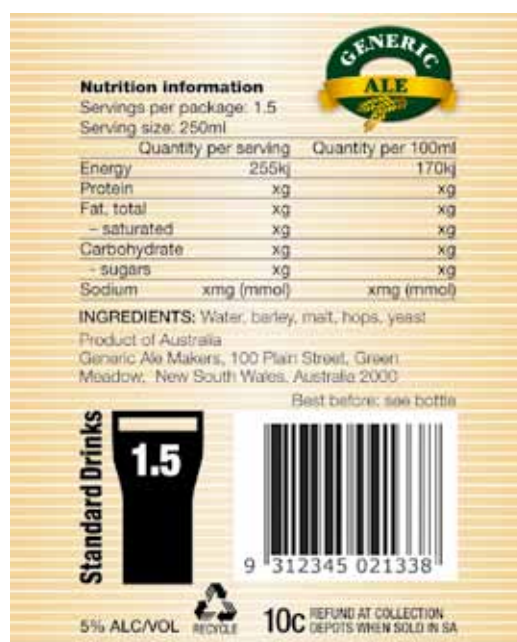 GENERIC
ALE
Nutrition information
Servings per package: 1.5
Serving size: 250ml
Quantity per serving Quantity per 100ml
Energy 255kj 170kj
Protein xg xg
Fat, total xg xg
– saturated xg xg
Carbohydrate xg xg
- sugars xg xg
Sodium xmg (mmol) xmg (mmol)
INGREDIENTS: Water, barley, malt, hops, yeast
Product of Australia
Generic Ale Makers, 100 Plain Street, Green
Meadow, New South Wales, Australia 2000
Best before: see bottle
Standard Drinks
1.5
9 312345 021338
5% ALC/VOL RECYCLE 10c REFUND AT COLLECTION
DEPOTS WHEN SOLD IN SA